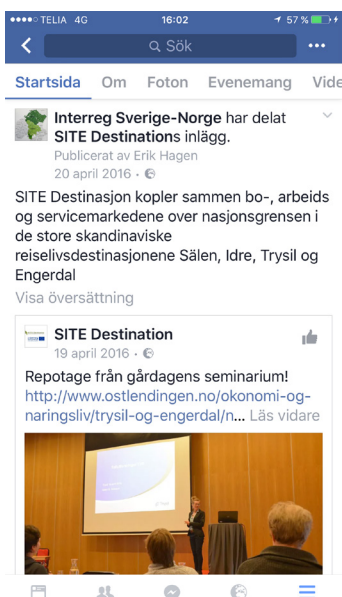 TELIA 4G 16:02 57 %
Sök
Startsida Om Foton Evenemang Vide
Interreg Sverige-Norge har delat
SITE Destinations inlägg.
Publicerat av Erik Hagen
20 april 2016 ·
SITE Destinasjon kopler sammen bo-, arbeids
og servicemarkedene over nasjonsgrensen i
de store skandinaviske
reiselivsdestinasjonene Sälen, Idre, Trysil og
Engerdal
Visa översättning
SITE Destination
19 april 2016 ·
Repotage från gårdagens seminarium!
http://www.ostlendingen.no/okonomi-og-
naringsliv/trysil-og-engerdal/n... Läs vidare